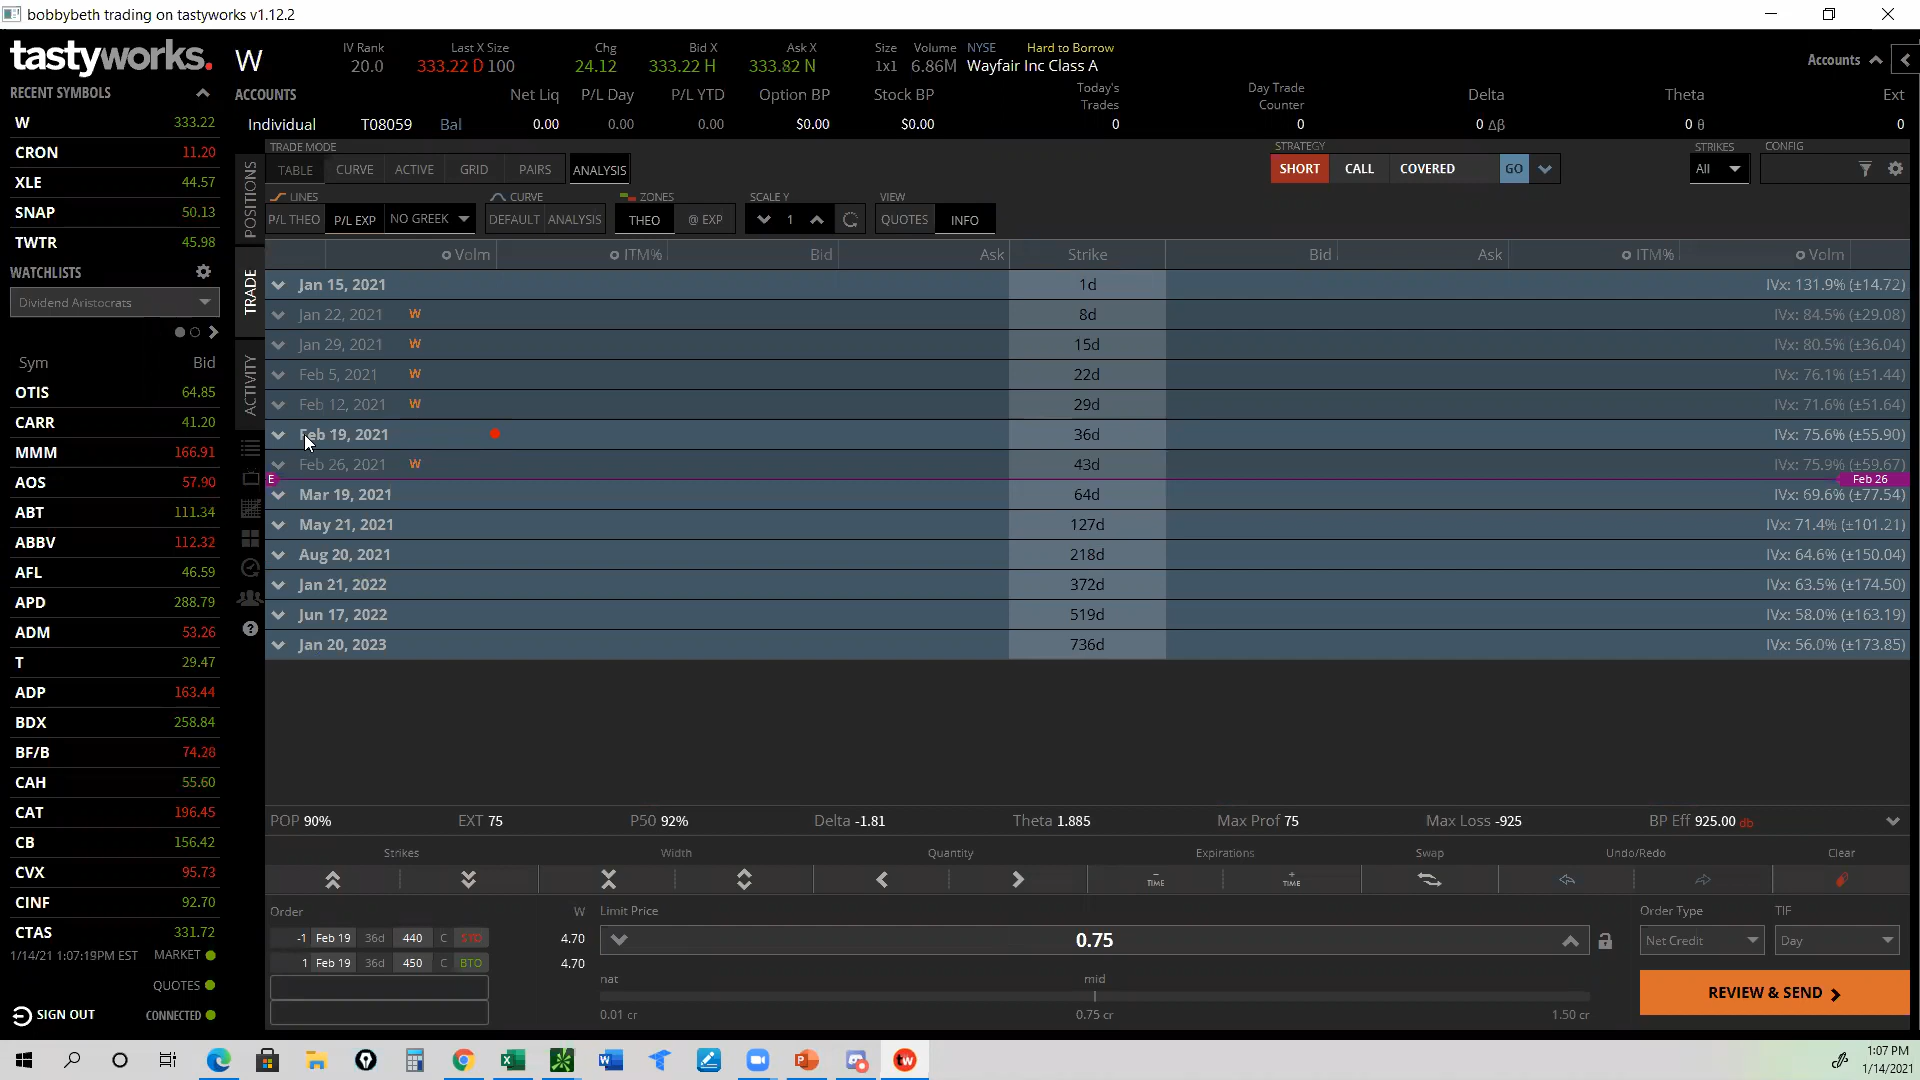 bobbybeth trading on tastyworks v1.12.2
tastyworks.
W
IV Rank
20.0
Last X Size
333.22 D 100
Chg
24.12
Bid X
333.22 H
Ask X
333.82 N
Size
1x1
Volume
6.86M
NYSE
Hard to Borrow
Wayfair Inc Class A
Accounts
RECENT SYMBOLS
W 333.22
CRON 11.20
XLE 44.57
SNAP 50.13
TWTR 45.98
WATCHLISTS
Dividend Aristocrats
Sym Bid
OTIS 64.85
CARR 41.20
MMM 166.91
AOS 57.90
ABT 111.34
ABBV 112.32
AFL 46.59
APD 288.79
ADM 53.26
T 29.47
ADP 163.44
BDX 258.84
BF/B 74.28
CAH 55.60
CAT 196.45
CB 156.42
CVX 95.73
CINF 92.70
CTAS 331.72
1/14/21 1:07:19PM EST MARKET
QUOTES
SIGN OUT CONNECTED
ACCOUNTS Net Liq P/L Day P/L YTD Option BP Stock BP Today's Trades Day Trade Counter Delta Theta Ext
Individual T08059 Bal 0.00 0.00 0.00 $0.00 $0.00 0 0 0 Δβ 0 θ 0
POSITIONS
TRADE
ACTIVITY
TRADE MODE
TABLE CURVE ACTIVE GRID PAIRS ANALYSIS
STRATEGY
SHORT CALL COVERED GO
STRIKES
All
CONFIG
LINES CURVE ZONES SCALE Y VIEW
P/L THEO P/L EXP NO GREEK DEFAULT ANALYSIS THEO @ EXP 1 QUOTES INFO
Volm ITM% Bid Ask Strike Bid Ask ITM% Volm
Jan 15, 2021 1d IVx: 131.9% (±14.72)
Jan 22, 2021 W 8d IVx: 84.5% (±29.08)
Jan 29, 2021 W 15d IVx: 80.5% (±36.04)
Feb 5, 2021 W 22d IVx: 76.1% (±51.44)
Feb 12, 2021 W 29d IVx: 71.6% (±51.64)
Feb 19, 2021 36d IVx: 75.6% (±55.90)
Feb 26, 2021 W 43d IVx: 75.9% (±59.67)
E Feb 26
Mar 19, 2021 64d IVx: 69.6% (±77.54)
May 21, 2021 127d IVx: 71.4% (±101.21)
Aug 20, 2021 218d IVx: 64.6% (±150.04)
Jan 21, 2022 372d IVx: 63.5% (±174.50)
Jun 17, 2022 519d IVx: 58.0% (±163.19)
Jan 20, 2023 736d IVx: 56.0% (±173.85)
POP 90% EXT 75 P50 92% Delta -1.81 Theta 1.885 Max Prof 75 Max Loss -925 BP Eff 925.00 db
Strikes Width Quantity Expirations Swap Undo/Redo Clear
- TIME + TIME
Order W Limit Price Order Type TIF
-1 Feb 19 36d 440 C STO 4.70
1 Feb 19 36d 450 C BTO 4.70
0.75
Net Credit Day
nat mid
0.01 cr 0.75 cr 1.50 cr
REVIEW & SEND
tw
1:07 PM
1/14/2021